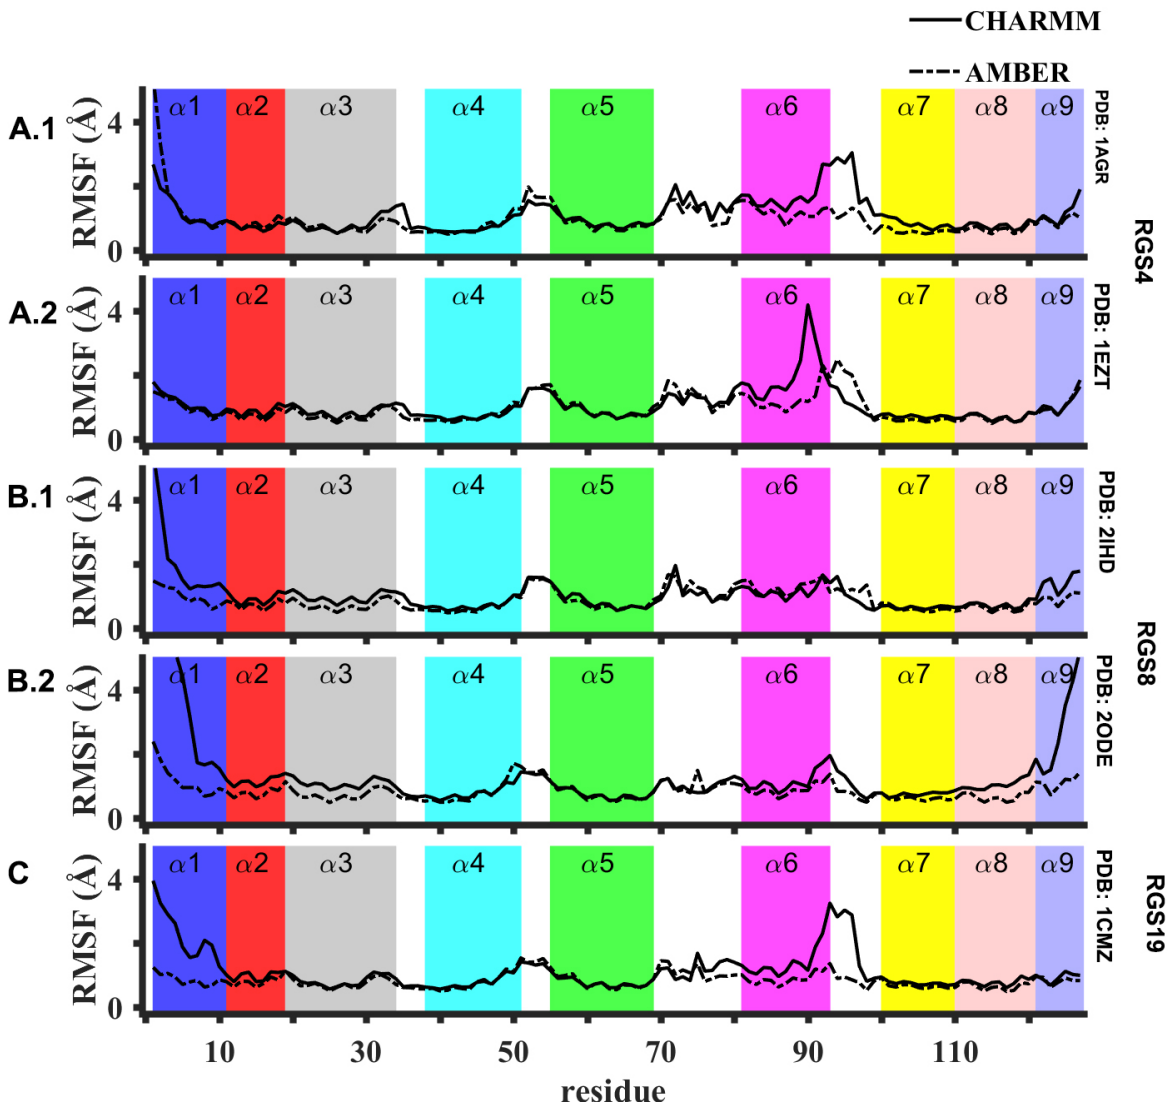 CHARMM
AMBER
A.1
RMSF (Å)
4
0
α1 α2 α3 α4 α5 α6 α7 α8 α9
PDB: 1AGR
RGS4
A.2
RMSF (Å)
4
0
α1 α2 α3 α4 α5 α6 α7 α8 α9
PDB: 1EZT
B.1
RMSF (Å)
4
0
α1 α2 α3 α4 α5 α6 α7 α8 α9
PDB: 2IHD
RGS8
B.2
RMSF (Å)
4
0
α1 α2 α3 α4 α5 α6 α7 α8 α9
PDB: 2ODE
C
RMSF (Å)
4
0
α1 α2 α3 α4 α5 α6 α7 α8 α9
PDB: 1CMZ
RGS19
10 30 50 70 90 110
residue